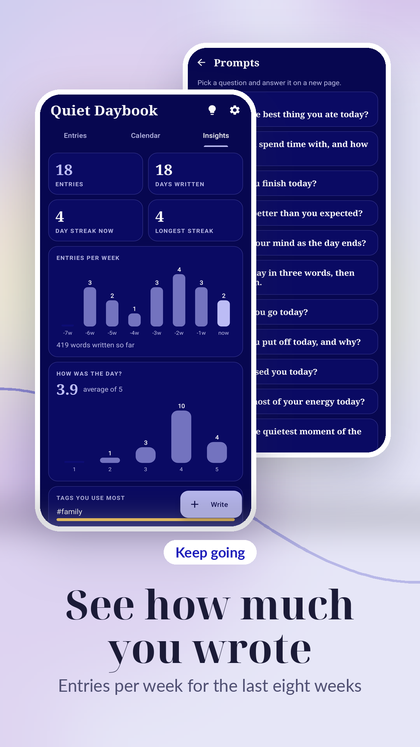 Prompts
Pick a question and answer it on a new page.
e best thing you ate today?
spend time with, and how
finish today?
etter than you expected?
our mind as the day ends?
ay in three words, then
n.
ou go today?
put off today, and why?
sed you today?
ost of your energy today?
e quietest moment of the
Quiet Daybook
Entries Calendar Insights
18 18
ENTRIES DAYS WRITTEN
4 4
DAY STREAK NOW LONGEST STREAK
ENTRIES PER WEEK
3 2 1 3 4 3 2
-7w -6w -5w -4w -3w -2w -1w now
419 words written so far
HOW WAS THE DAY?
3.9 average of 5
1 3 10 4
1 2 3 4 5
TAGS YOU USE MOST
#family
+ Write
Keep going
See how much
you wrote
Entries per week for the last eight weeks